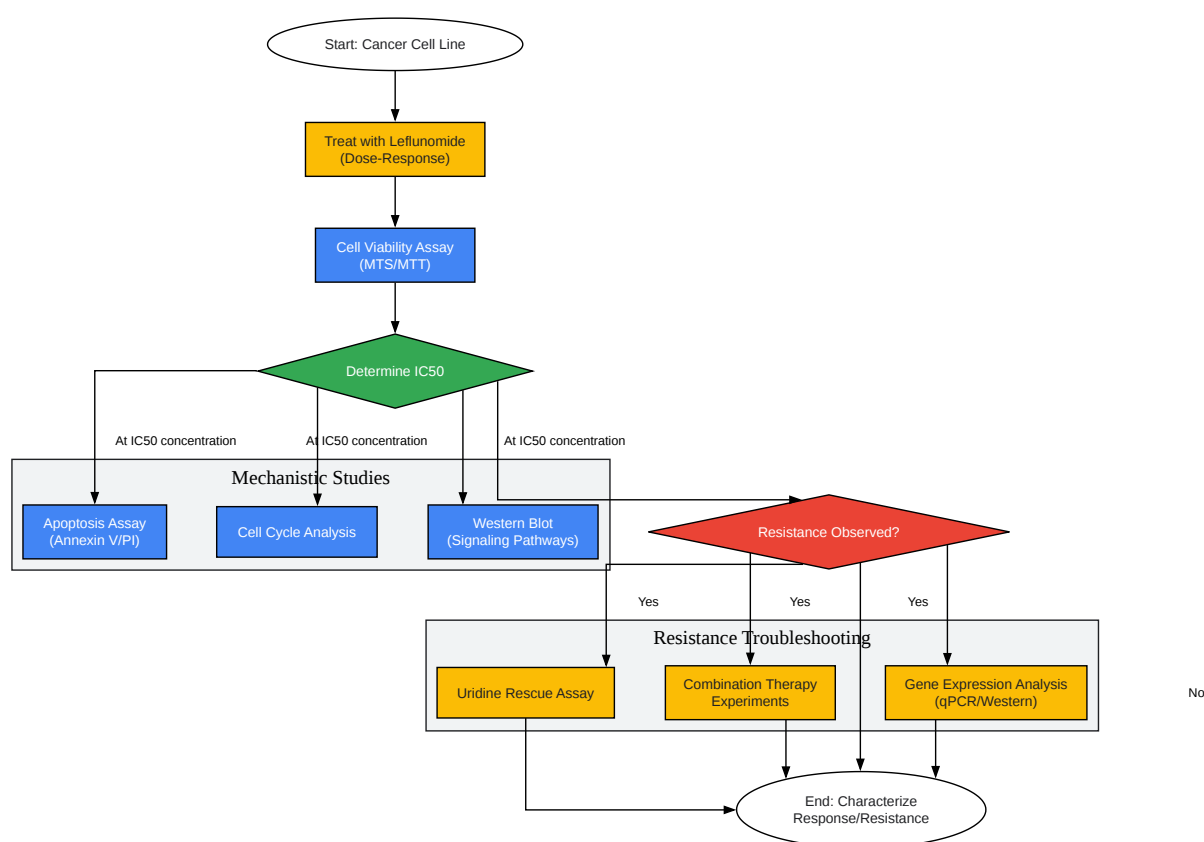 Start: Cancer Cell Line
Treat with Leflunomide
(Dose-Response)
Cell Viability Assay
(MTS/MTT)
Determine IC50
At IC50 concentration
At IC50 concentration
At IC50 concentration
Mechanistic Studies
Apoptosis Assay
(Annexin V/PI)
Cell Cycle Analysis
Western Blot
(Signaling Pathways)
Resistance Observed?
Yes
Yes
Yes
Resistance Troubleshooting
Uridine Rescue Assay
Combination Therapy
Experiments
Gene Expression Analysis
(qPCR/Western)
No
End: Characterize
Response/Resistance